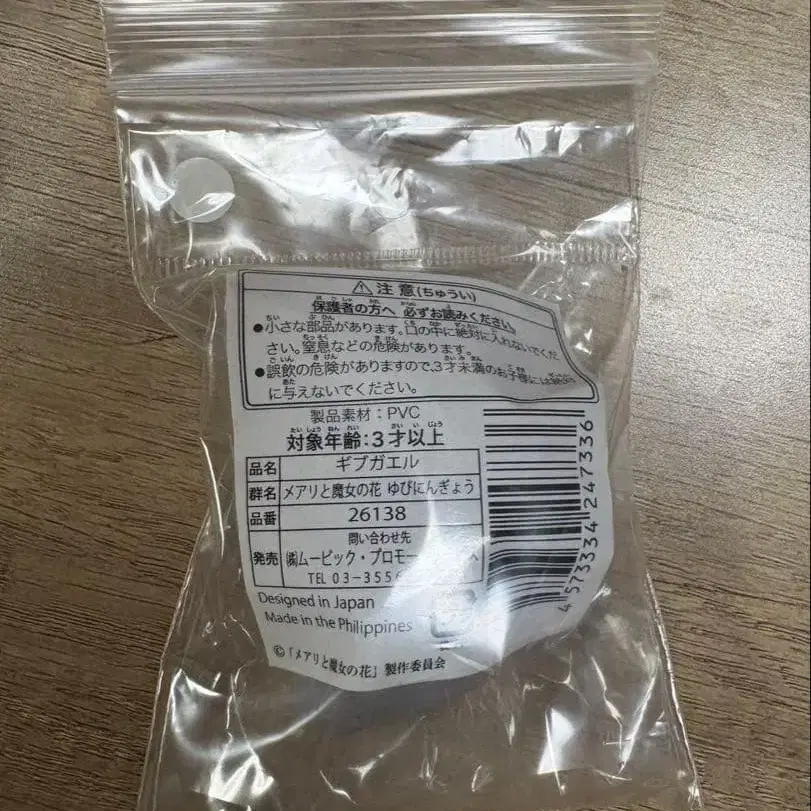 ⚠ 注意(ちゅうい)
保護者の方へ 必ずお読みください。
●小さな部品があります。口の中に絶対に入れないでくだ
さい。窒息などの危険があります。
●誤飲の危険がありますので、3才未満のお子様には絶対
に与えないでください。
製品素材：PVC
対象年齢：3才以上
品名 ギブガエル
群名 メアリと魔女の花 ゆびにんぎょう
品番 26138
問い合わせ先
発売 ㈱ムービック・プロモー
TEL 03-355
Designed in Japan
Made in the Philippines
©「メアリと魔女の花」製作委員会
4573334247336